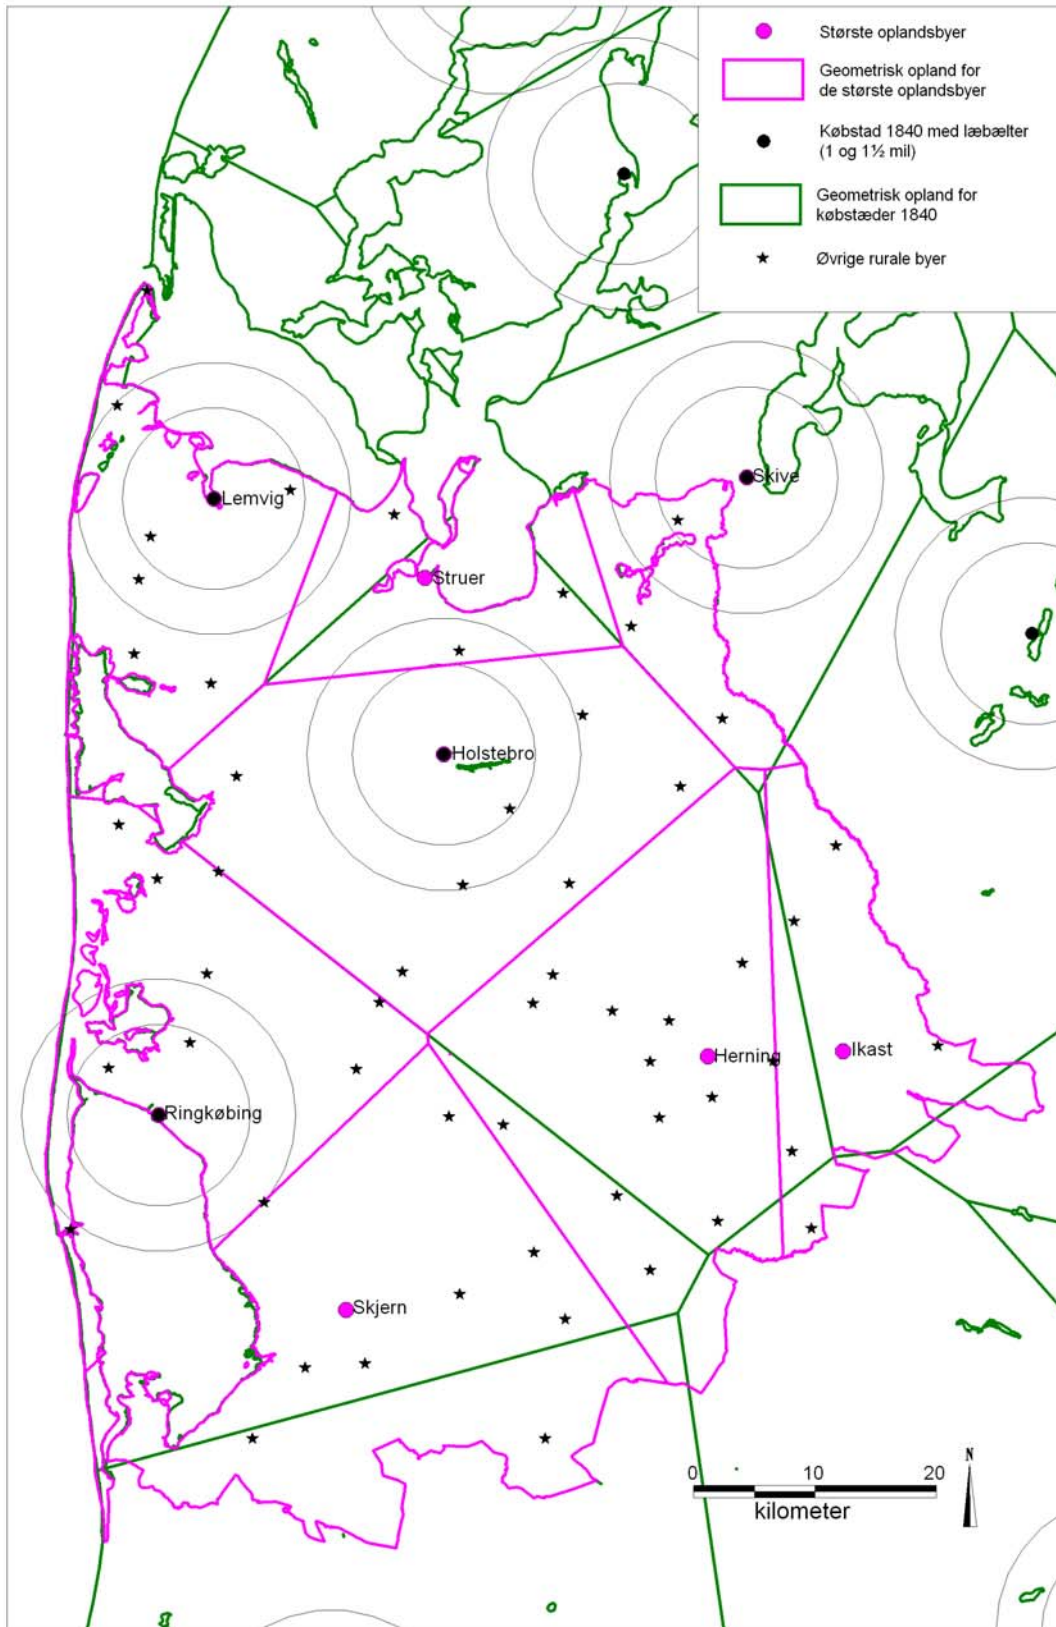 Største oplandsbyer
Geometrisk opland for
de største oplandsbyer
Købstad 1840 med læbælter
(1 og 1½ mil)
Geometrisk opland for
købstæder 1840
Øvrige rurale byer
Skive
Lemvig
Struer
Holstebro
Herning
Ikast
Ringkøbing
Skjern
N
0 10 20
kilometer